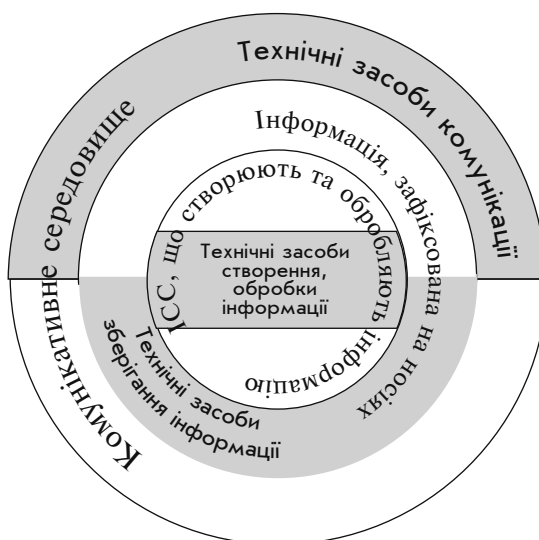 Технічні засоби комунікації
Комунікативне середовище
Інформація, зафіксована на носіях
ІСС, що створюють та обробляють інформацію
Технічні засоби
створення,
обробки
інформації
Технічні засоби
зберігання інформації